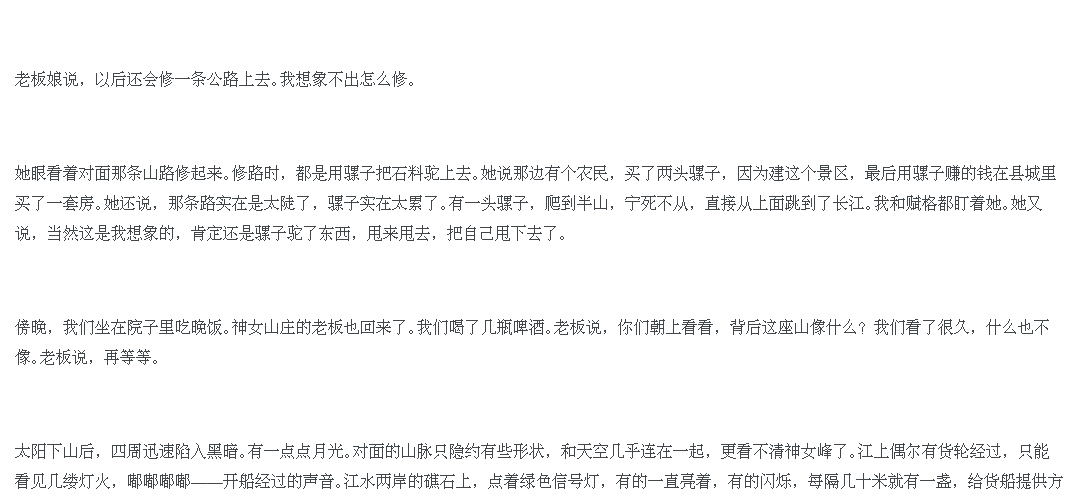 老板娘说，以后还会修一条公路上去。我想象不出怎么修。
她眼看着对面那条山路修起来。修路时，都是用骡子把石料驼上去。她说那边有个农民，买了两头骡子，因为建这个景区，最后用骡子赚的钱在县城里
买了一套房。她还说，那条路实在是太陡了，骡子实在太累了。有一头骡子，爬到半山，宁死不从，直接从上面跳到了长江。我和赋格都盯着她。她又
说，当然这是我想象的，肯定还是骡子驼了东西，甩来甩去，把自己甩下去了。
傍晚，我们坐在院子里吃晚饭。神女山庄的老板也回来了。我们喝了几瓶啤酒。老板说，你们朝上看看，背后这座山像什么？我们看了很久，什么也不
像。老板说，再等等。
太阳下山后，四周迅速陷入黑暗。有一点点月光。对面的山脉只隐约有些形状，和天空几乎连在一起，更看不清神女峰了。江上偶尔有货轮经过，只能
看见几缕灯火，嘟嘟嘟嘟——开船经过的声音。江水两岸的礁石上，点着绿色信号灯，有的一直亮着，有的闪烁，每隔几十米就有一盏，给货船提供方